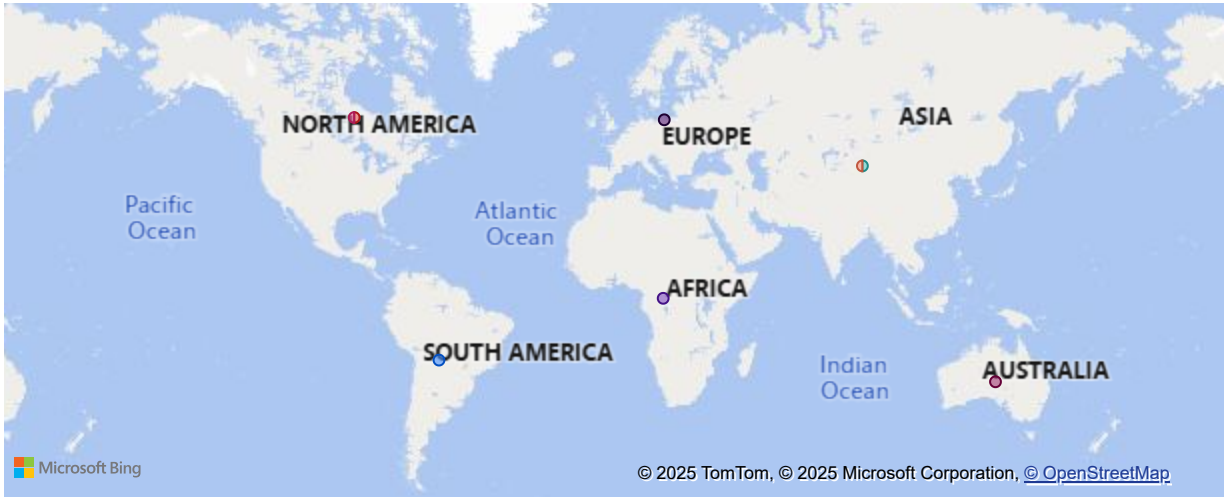 NORTH AMERICA
ASIA
EUROPE
Pacific
Ocean
Atlantic
Ocean
AFRICA
SOUTH AMERICA
Indian
Ocean
AUSTRALIA
Microsoft Bing
© 2025 TomTom, © 2025 Microsoft Corporation, © OpenStreetMap